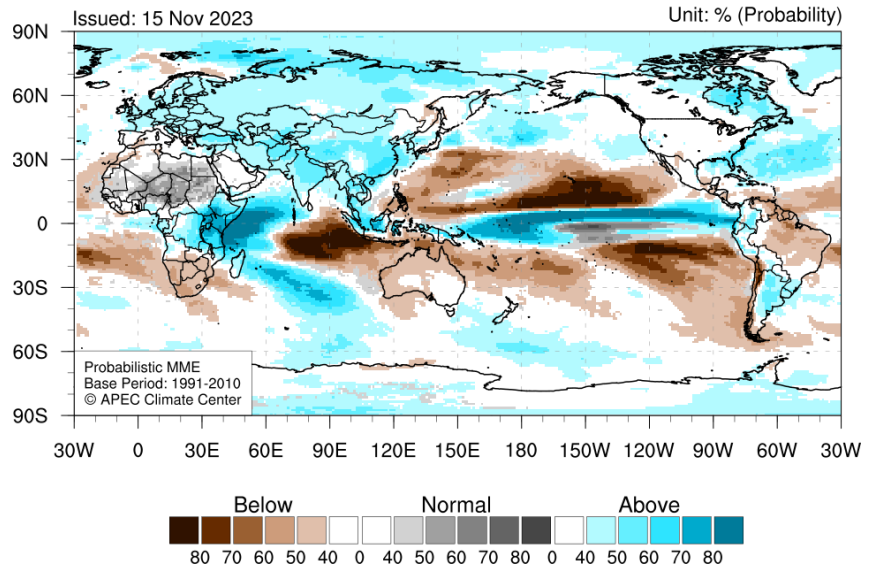 Issued: 15 Nov 2023
Unit: % (Probability)
90N
60N
30N
0
30S
60S
90S
Probabilistic MME
Base Period: 1991-2010
© APEC Climate Center
30W 0 30E 60E 90E 120E 150E 180 150W 120W 90W 60W 30W
Below Normal Above
80 70 60 50 40 0 40 50 60 70 80 0 40 50 60 70 80